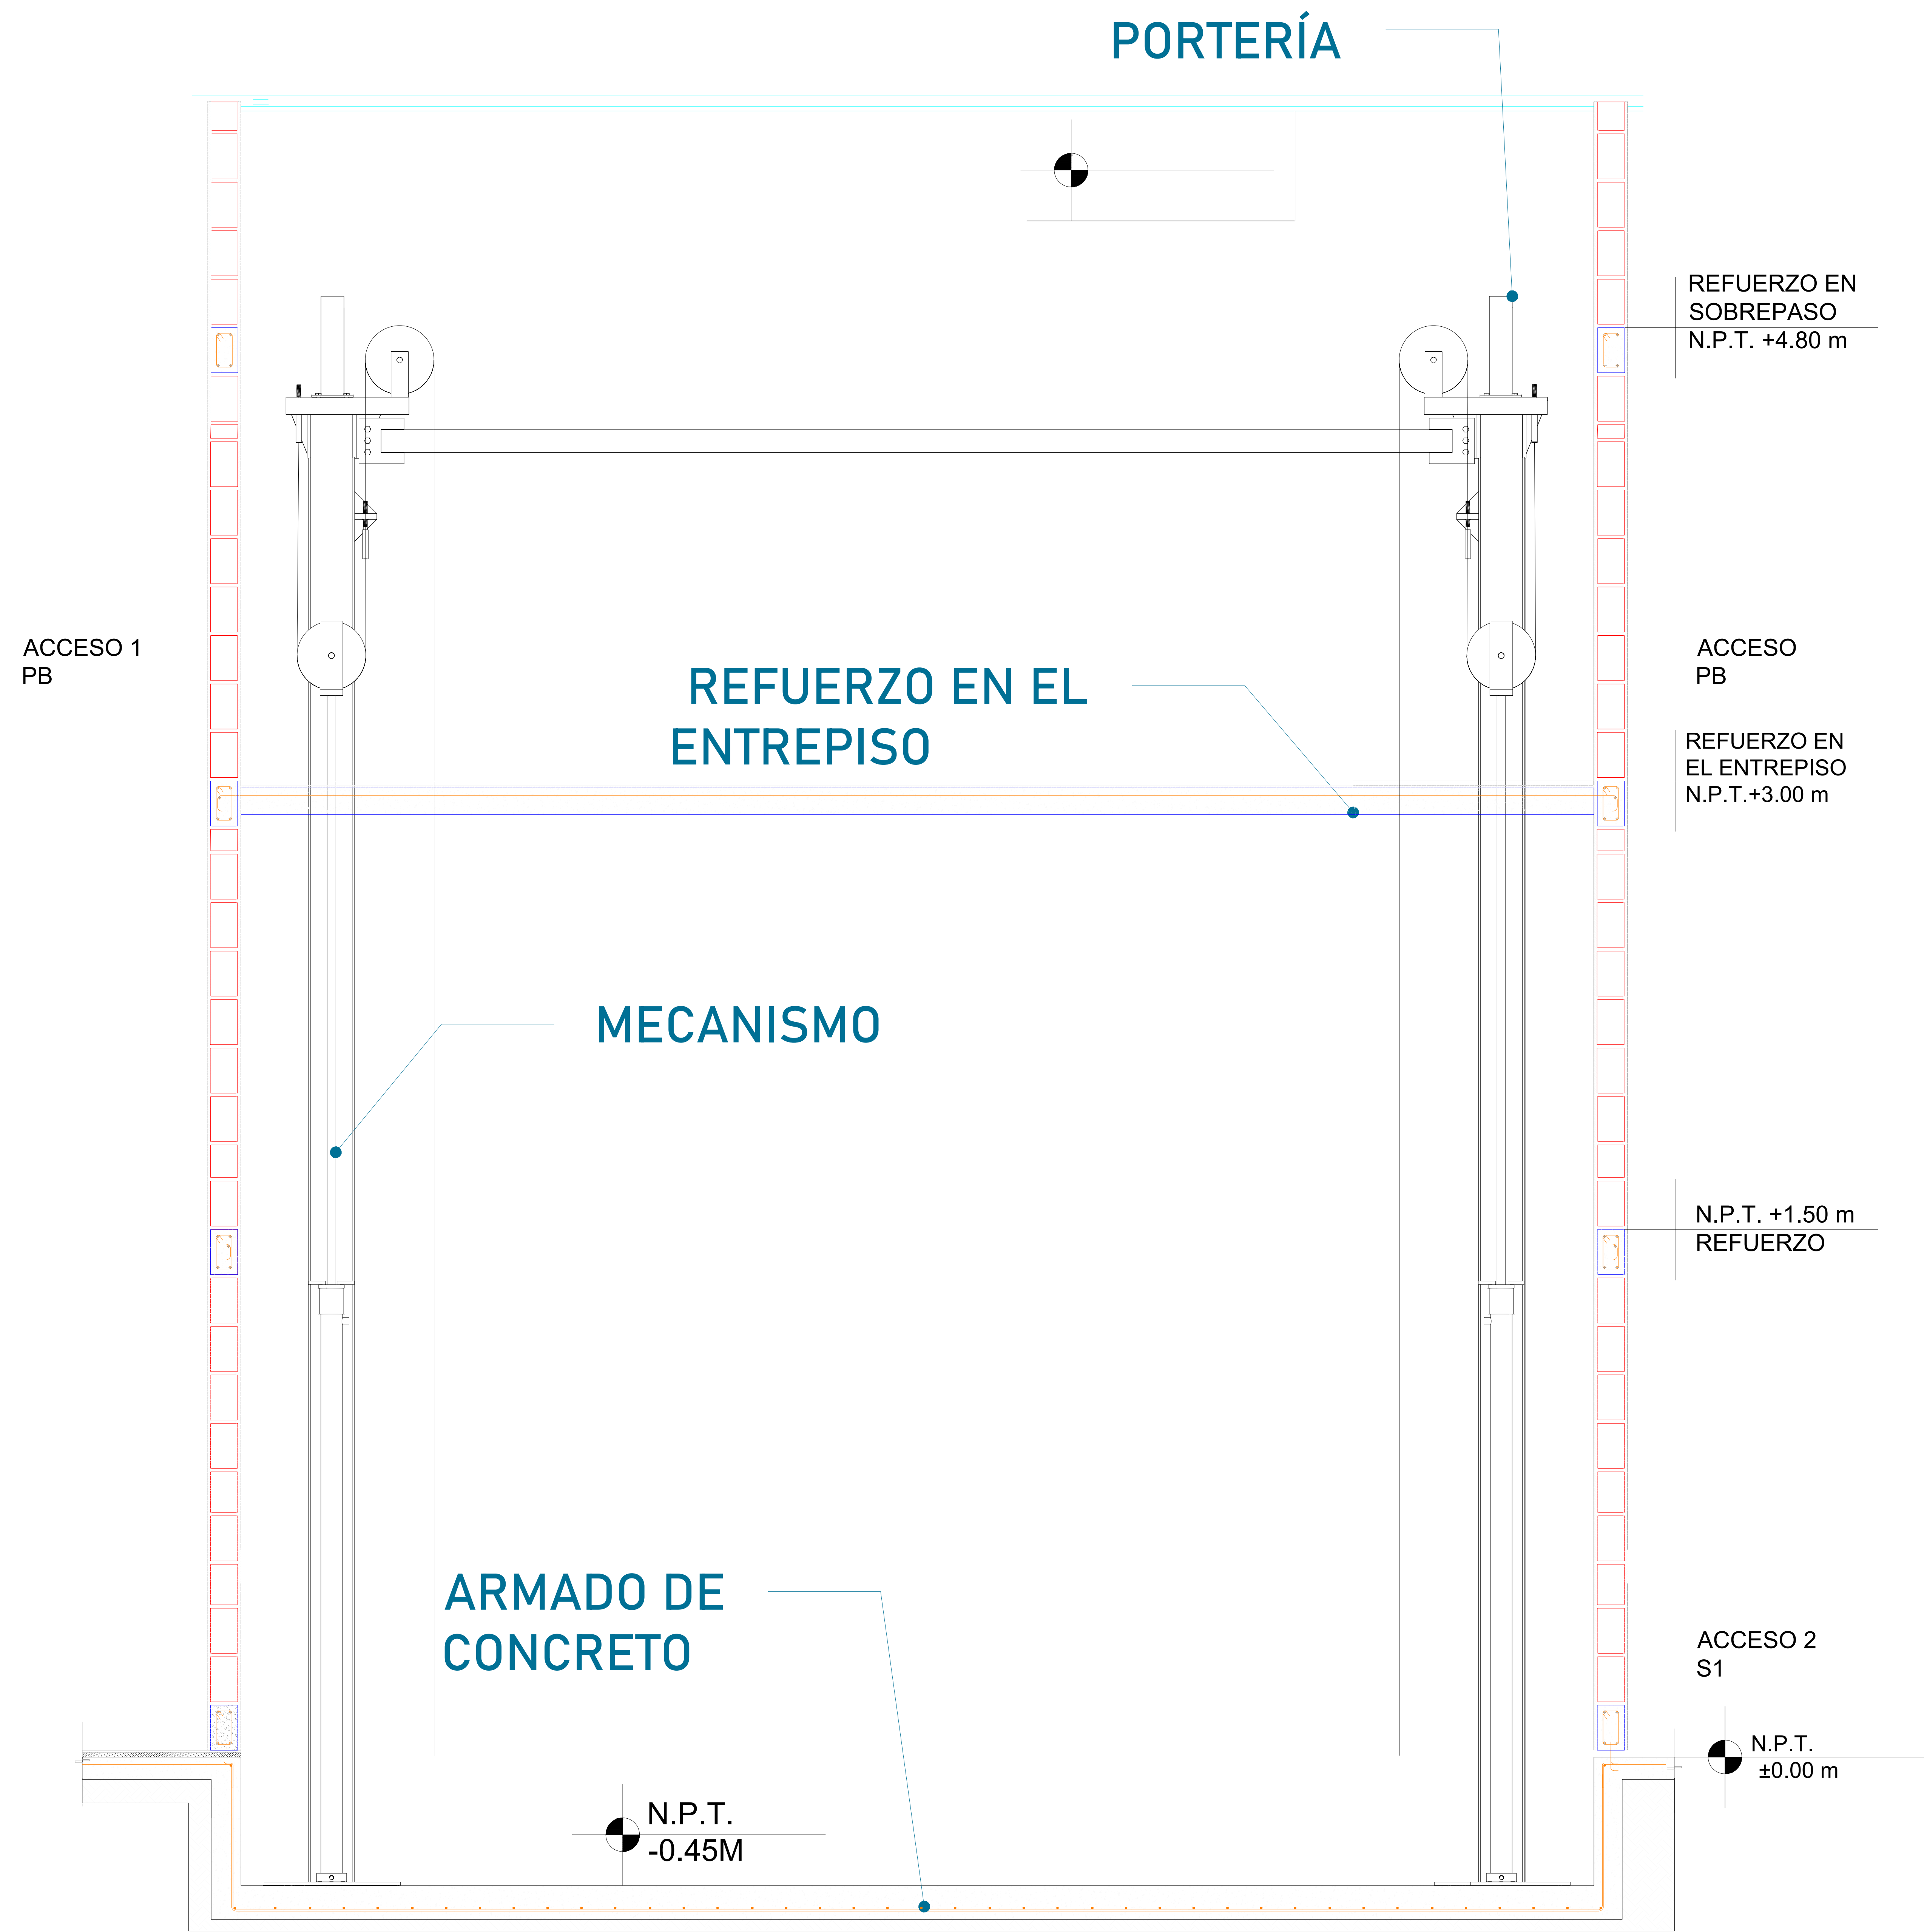 PORTERÍA
REFUERZO EN
SOBREPASO
N.P.T. +4.80 m
ACCESO 1
PB
REFUERZO EN EL
ENTREPISO
ACCESO
PB
REFUERZO EN
EL ENTREPISO
N.P.T.+3.00 m
MECANISMO
N.P.T. +1.50 m
REFUERZO
ARMADO DE
CONCRETO
ACCESO 2
S1
N.P.T.
±0.00 m
N.P.T.
-0.45M